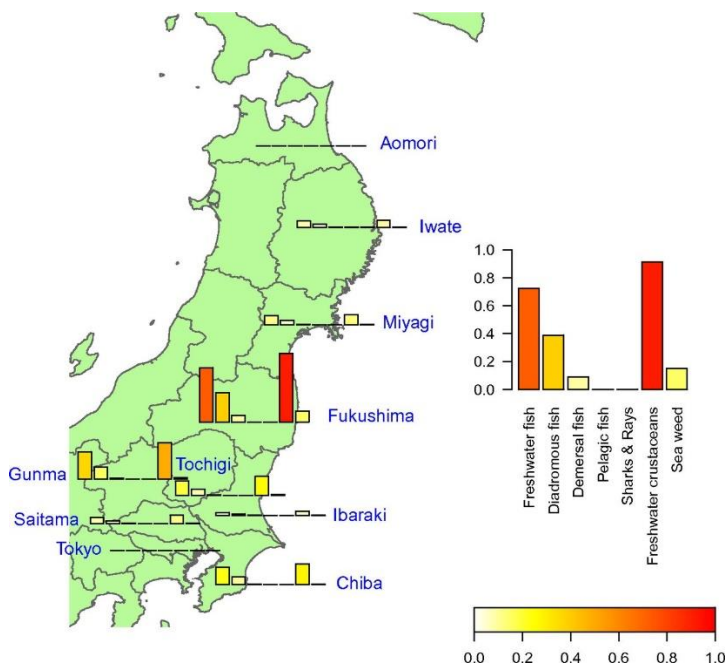 Aomori
Iwate
Miyagi
Fukushima
Gunma
Tochigi
Saitama
Ibaraki
Tokyo
Chiba
1.0
0.8
0.6
0.4
0.2
0.0
Freshwater fish
Diadromous fish
Demersal fish
Pelagic fish
Sharks & Rays
Freshwater crustaceans
Sea weed
0.0 0.2 0.4 0.6 0.8 1.0